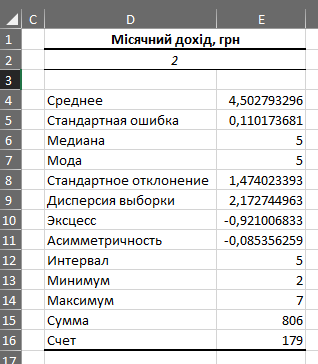 C D E
1 Місячний дохід, грн
2 2
3
4 Среднее 4,502793296
5 Стандартная ошибка 0,110173681
6 Медиана 5
7 Мода 5
8 Стандартное отклонение 1,474023393
9 Дисперсия выборки 2,172744963
10 Эксцесс -0,921006833
11 Асимметричность -0,085356259
12 Интервал 5
13 Минимум 2
14 Максимум 7
15 Сумма 806
16 Счет 179